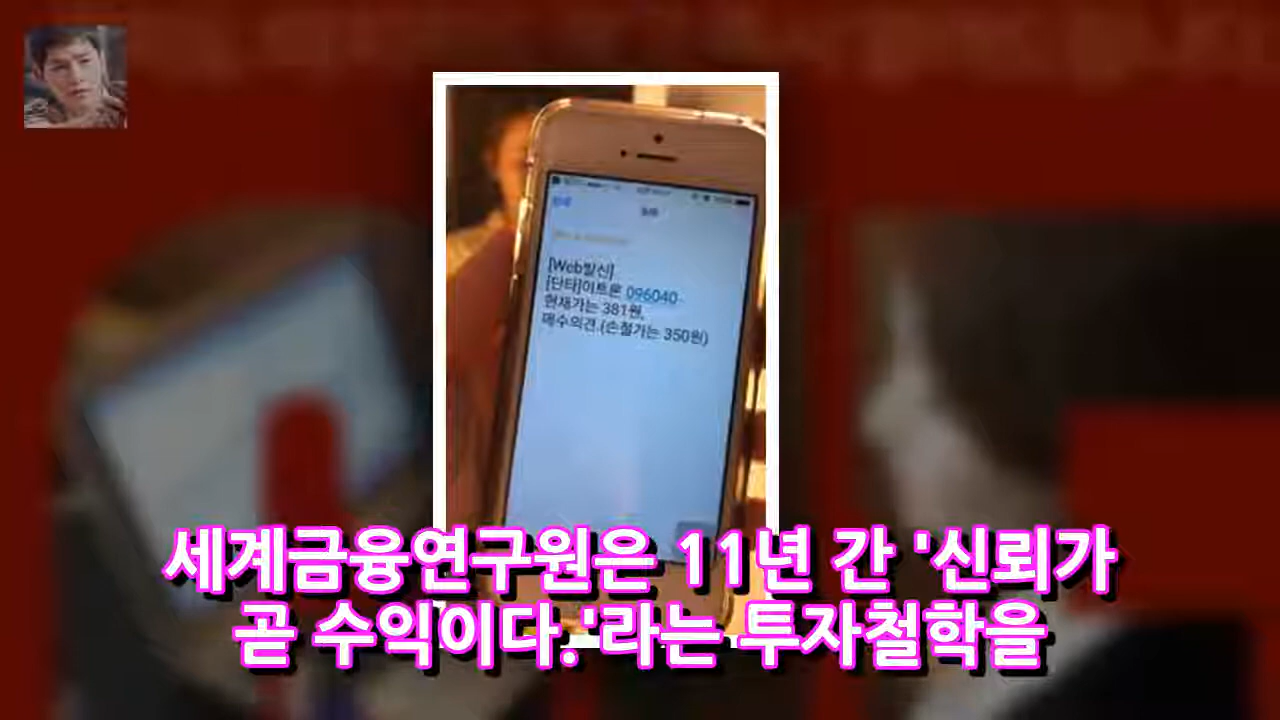 [Web발신]
[단타]이트론 096040-
현재가는 381원,
매수의견.(손절가는 350원)
세계금융연구원은 11년 간 '신뢰가
곧 수익이다.'라는 투자철학을